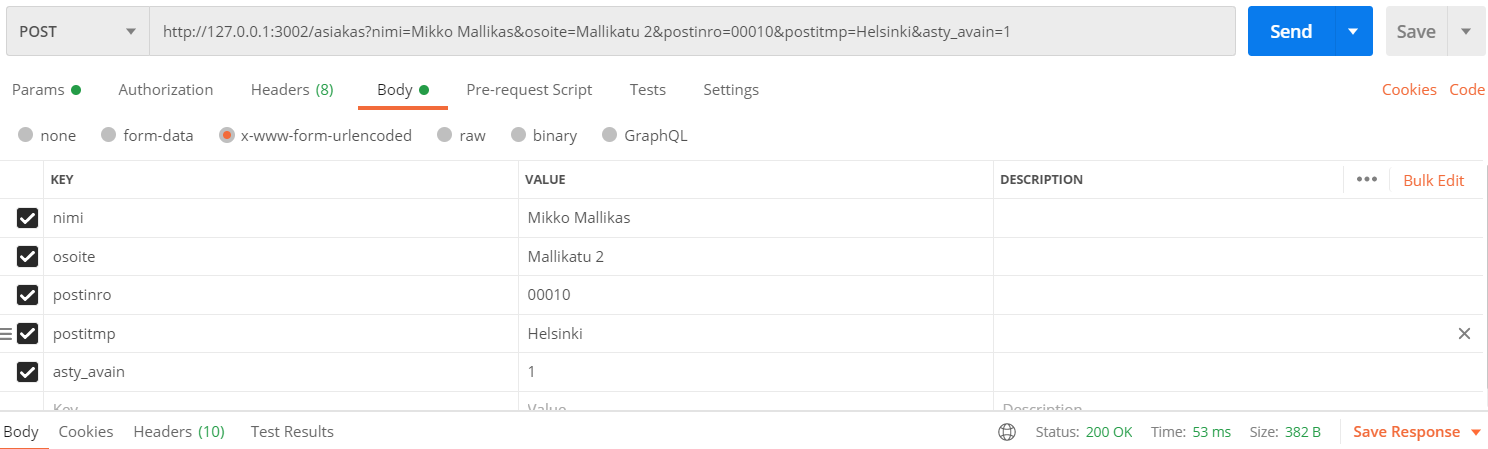 POST http://127.0.0.1:3002/asiakas?nimi=Mikko Mallikas&osoite=Mallikatu 2&postinro=00010&postitmp=Helsinki&asty_avain=1 Send Save
Params Authorization Headers (8) Body Pre-request Script Tests Settings Cookies Code
none form-data x-www-form-urlencoded raw binary GraphQL
KEY VALUE DESCRIPTION ••• Bulk Edit
nimi Mikko Mallikas
osoite Mallikatu 2
postinro 00010
postitmp Helsinki
asty_avain 1
Key Value Description
Body Cookies Headers (10) Test Results Status: 200 OK Time: 53 ms Size: 382 B Save Response